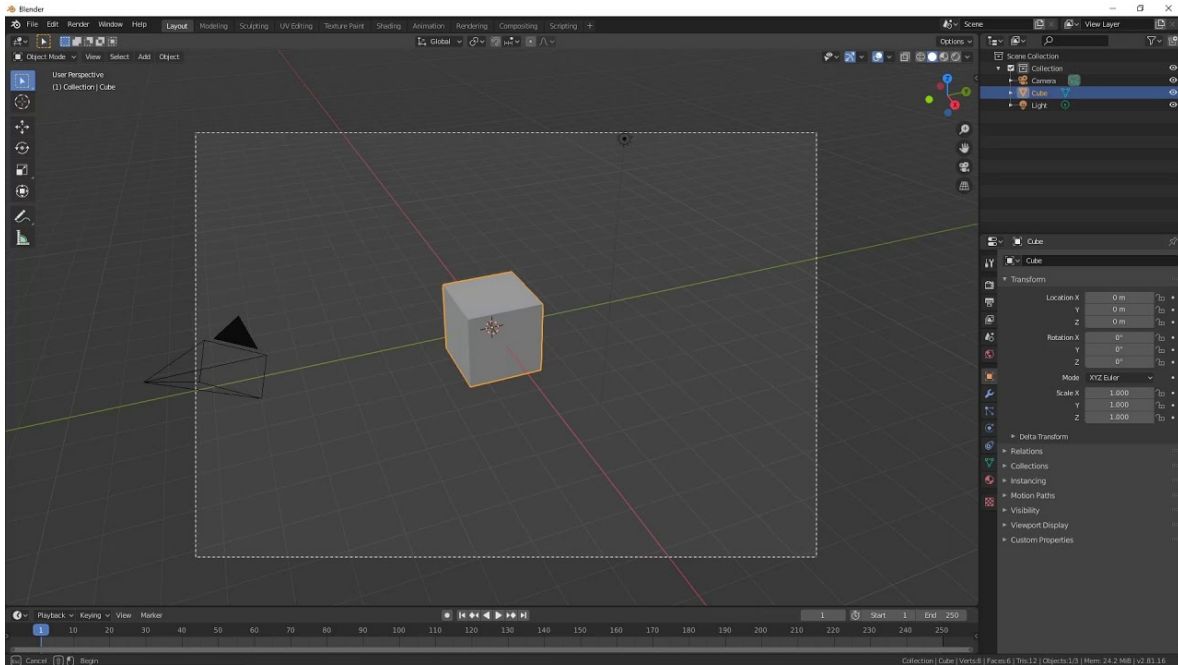 Blender
File Edit Render Window Help Layout Modeling Sculpting UV Editing Texture Paint Shading Animation Rendering Compositing Scripting + Scene View Layer
Global Options
Object Mode View Select Add Object
User Perspective
(1) Collection | Cube
Z
Y
X
Scene Collection
Collection
Camera
Cube
Light
Cube
Cube
Transform
Location X 0 m
Y 0 m
Z 0 m
Rotation X 0°
Y 0°
Z 0°
Mode XYZ Euler
Scale X 1.000
Y 1.000
Z 1.000
Delta Transform
Relations
Collections
Instancing
Motion Paths
Visibility
Viewport Display
Custom Properties
Playback Keying View Marker 1 Start 1 End 250
1 10 20 30 40 50 60 70 80 90 100 110 120 130 140 150 160 170 180 190 200 210 220 230 240 250
Cancel Begin Collection | Cube | Verts:8 | Faces:6 | Tris:12 | Objects:1/3 | Mem: 24.2 MiB | v2.81.16